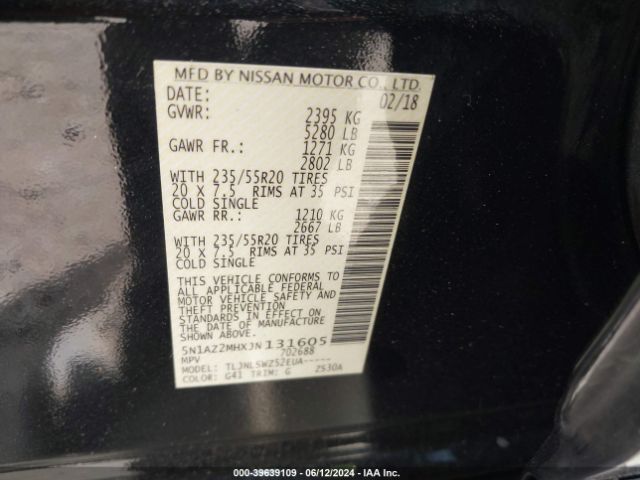 MFD BY NISSAN MOTOR CO., LTD.
DATE: 02/18
GVWR: 2395 KG
5280 LB
GAWR FR.: 1271 KG
2802 LB
WITH 235/55R20 TIRES
20 X 7.5 RIMS AT 35 PSI
COLD SINGLE
GAWR RR.: 1210 KG
2667 LB
WITH 235/55R20 TIRES
20 X 7.5 RIMS AT 35 PSI
COLD SINGLE
THIS VEHICLE CONFORMS TO
ALL APPLICABLE FEDERAL
MOTOR VEHICLE SAFETY AND
THEFT PREVENTION
STANDARDS IN EFFECT ON
THE DATE OF MANUFACTURE
SHOWN ABOVE.
5N1AZ2MHXJN131605
MPV 702688
MODEL: TLJNLSWZ52EUA-----
COLOR: G41 TRIM: G Z530A
000-39639109 - 06/12/2024 - IAA Inc.